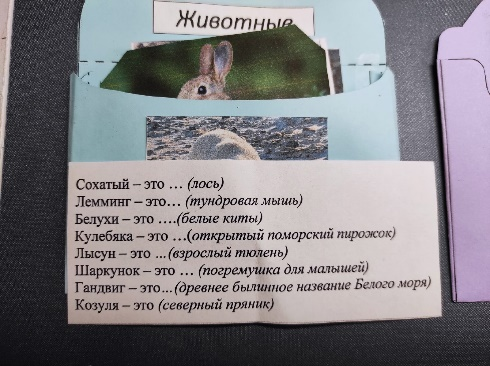 Животные
Сохатый – это … (лось)
Лемминг – это… (тундровая мышь)
Белухи – это ….(белые киты)
Кулебяка – это …(открытый поморский пирожок)
Лысун – это …(взрослый тюлень)
Шаркунок – это … (погремушка для малышей)
Гандвиг – это…(древнее былинное название Белого моря)
Козуля – это (северный пряник)